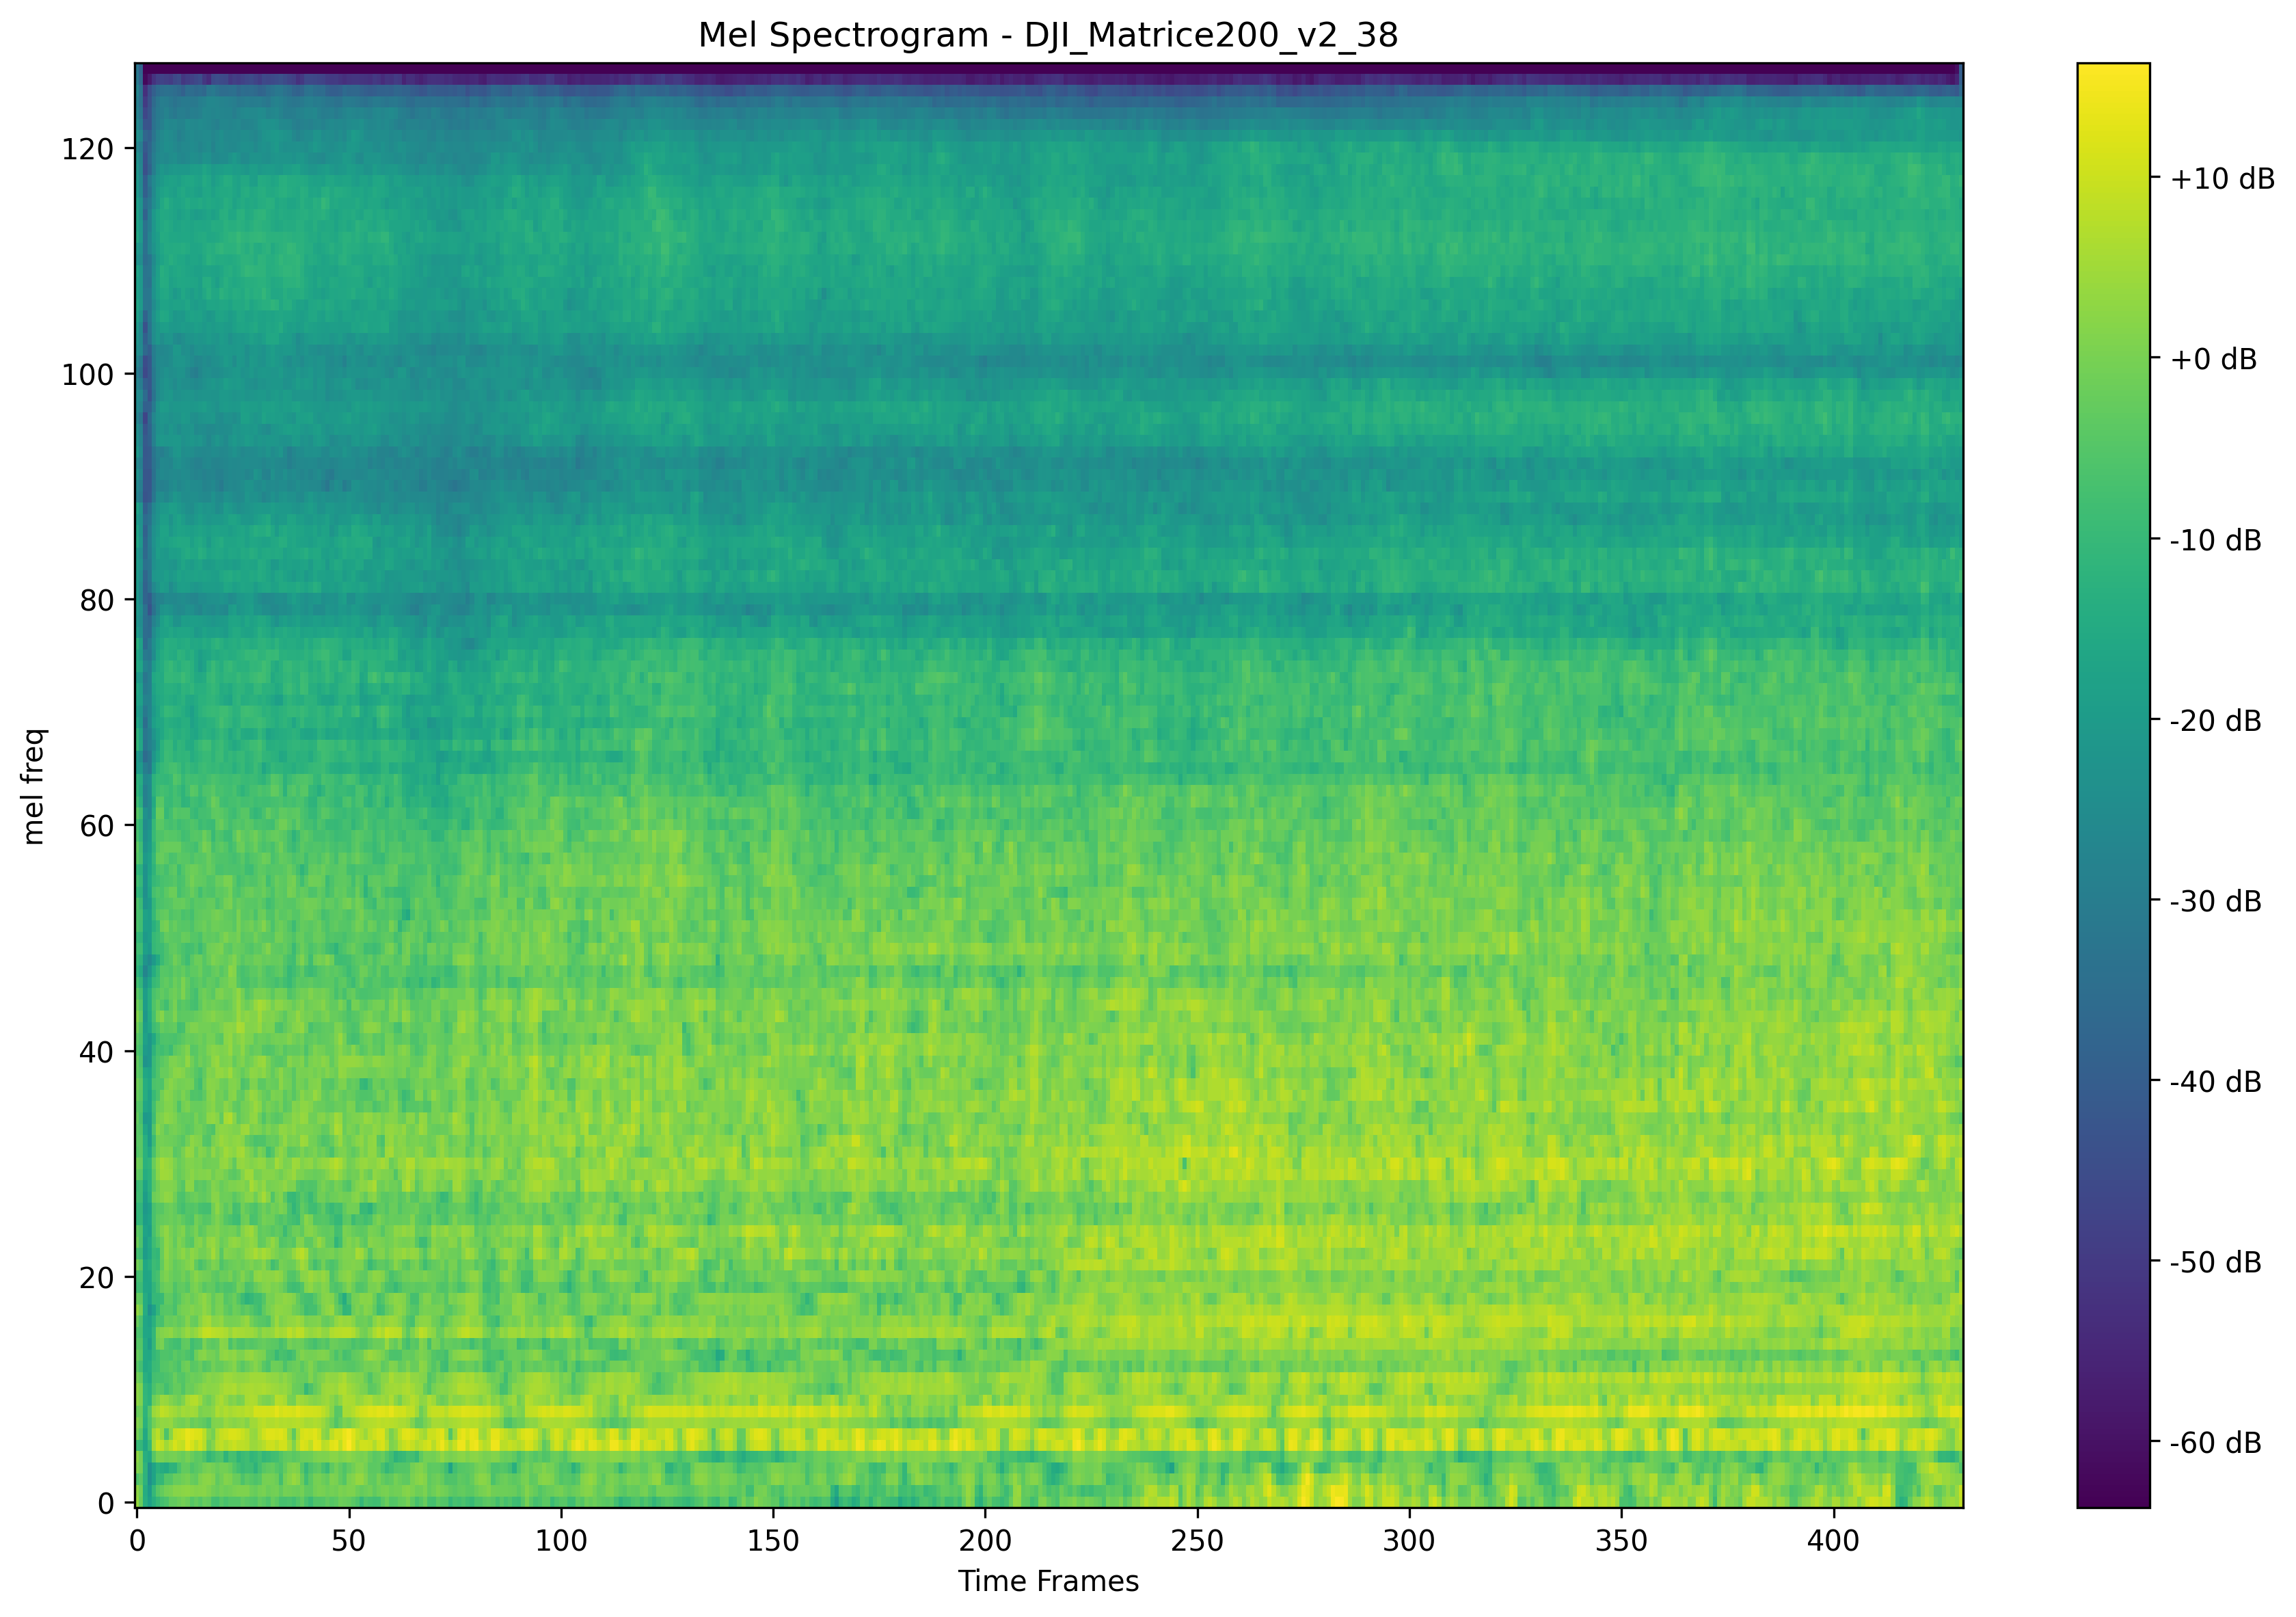 Mel Spectrogram - DJI_Matrice200_v2_38
mel freq
120
100
80
60
40
20
0
0 50 100 150 200 250 300 350 400
Time Frames
+10 dB
+0 dB
-10 dB
-20 dB
-30 dB
-40 dB
-50 dB
-60 dB